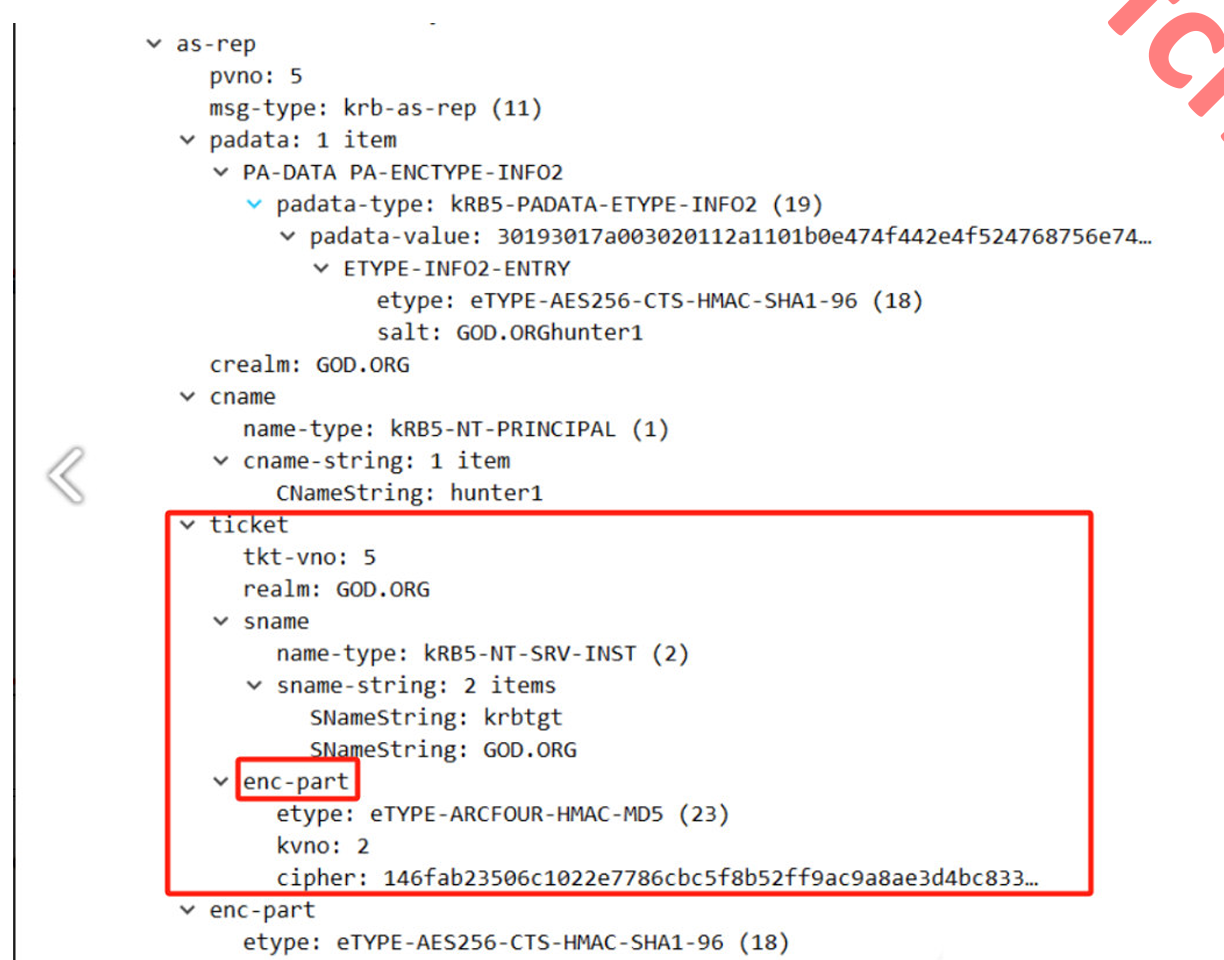 as-rep
pvno: 5
msg-type: krb-as-rep (11)
padata: 1 item
PA-DATA PA-ENCTYPE-INFO2
padata-type: kRB5-PADATA-ETYPE-INFO2 (19)
padata-value: 30193017a003020112a1101b0e474f442e4f524768756e74…
ETYPE-INFO2-ENTRY
etype: eTYPE-AES256-CTS-HMAC-SHA1-96 (18)
salt: GOD.ORGhunter1
crealm: GOD.ORG
cname
name-type: kRB5-NT-PRINCIPAL (1)
cname-string: 1 item
CNameString: hunter1
ticket
tkt-vno: 5
realm: GOD.ORG
sname
name-type: kRB5-NT-SRV-INST (2)
sname-string: 2 items
SNameString: krbtgt
SNameString: GOD.ORG
enc-part
etype: eTYPE-ARCFOUR-HMAC-MD5 (23)
kvno: 2
cipher: 146fab23506c1022e7786cbc5f8b52ff9ac9a8ae3d4bc833…
enc-part
etype: eTYPE-AES256-CTS-HMAC-SHA1-96 (18)